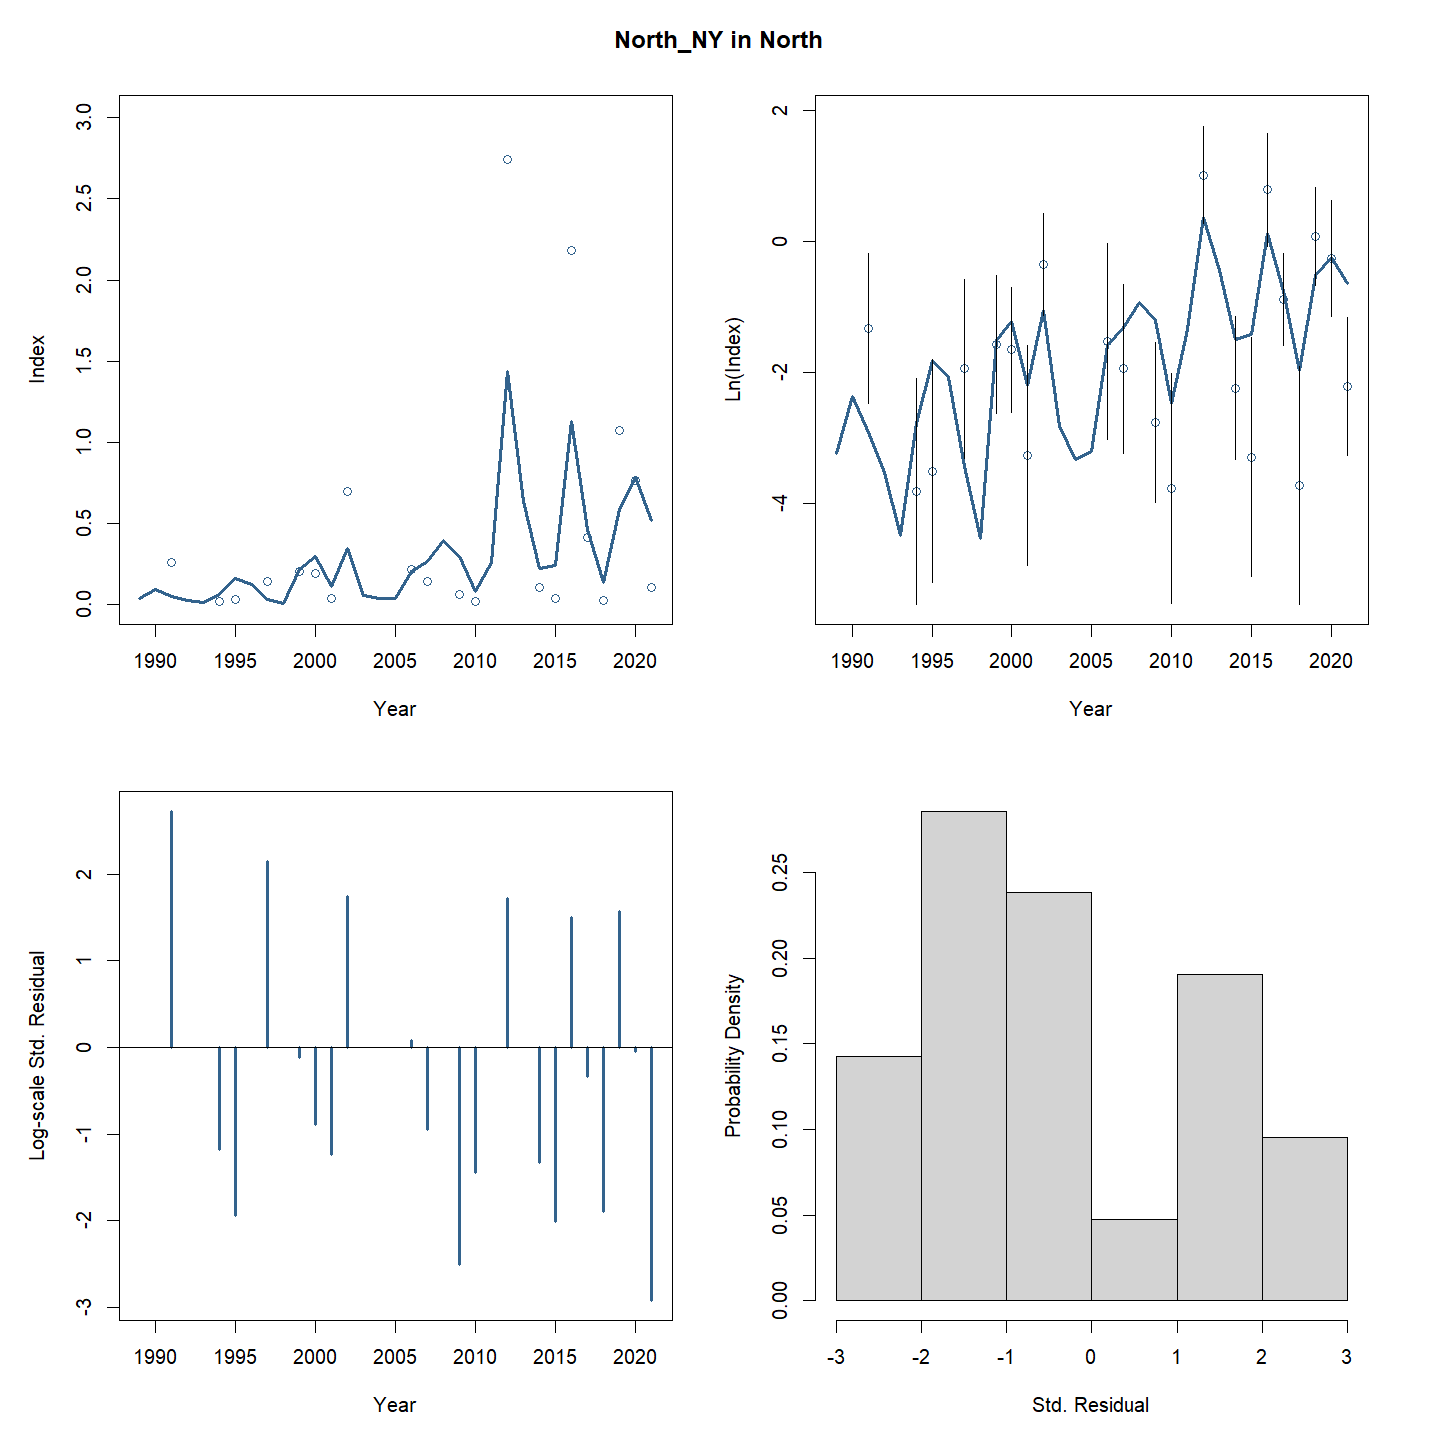 North_NY in North
3.0
2.5
2.0
1.5
1.0
0.5
0.0
Index
1990 1995 2000 2005 2010 2015 2020
Year
2
0
-2
-4
Ln(Index)
1990 1995 2000 2005 2010 2015 2020
Year
2
1
0
-1
-2
-3
Log-scale Std. Residual
1990 1995 2000 2005 2010 2015 2020
Year
0.25
0.20
0.15
0.10
0.05
0.00
Probability Density
-3 -2 -1 0 1 2 3
Std. Residual